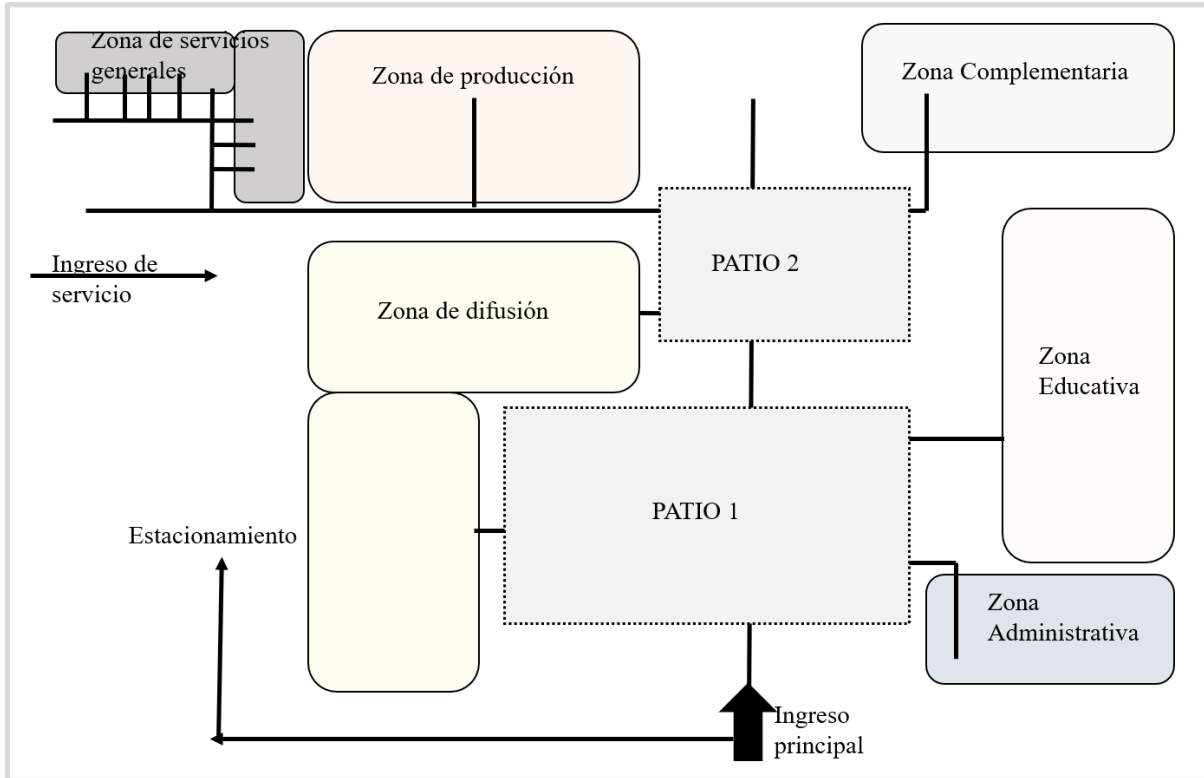 Zona de servicios
generales
Zona de producción
Zona Complementaria
Ingreso de
servicio
PATIO 2
Zona de difusión
Zona
Educativa
PATIO 1
Estacionamiento
Zona
Administrativa
Ingreso
principal